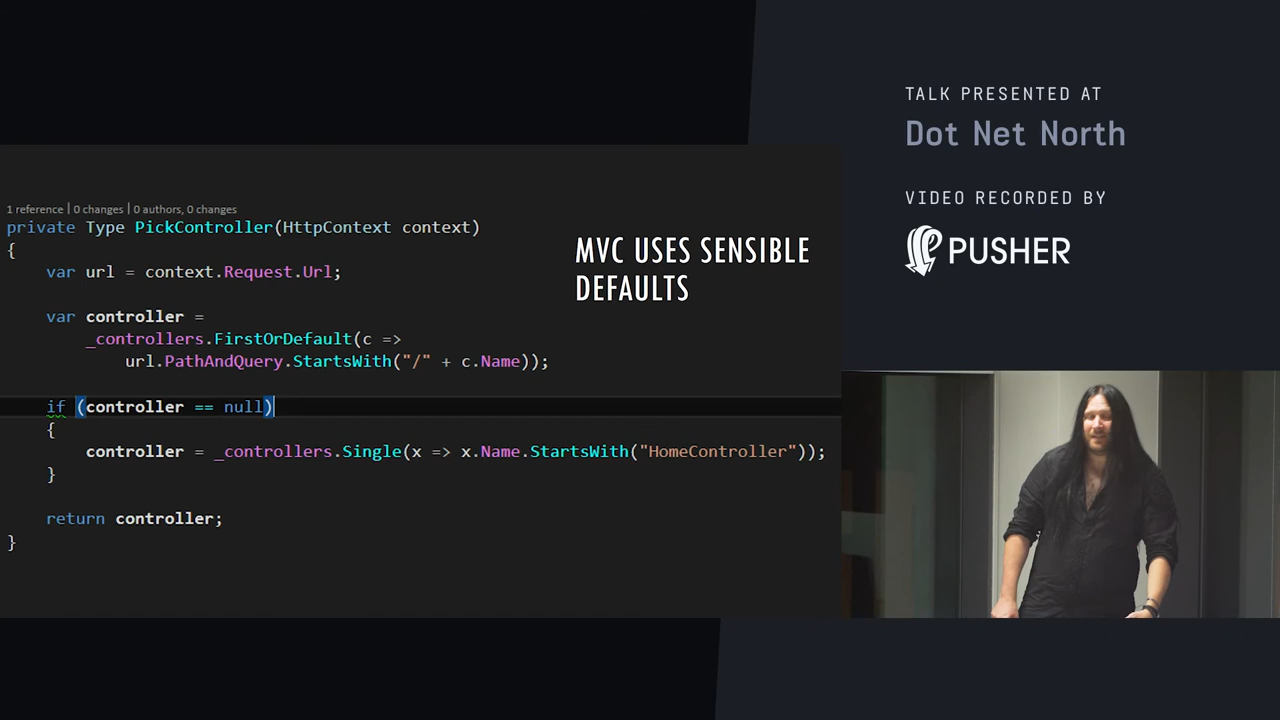 1 reference | 0 changes | 0 authors, 0 changes
private Type PickController(HttpContext context)
{
var url = context.Request.Url;
var controller =
_controllers.FirstOrDefault(c =>
url.PathAndQuery.StartsWith("/" + c.Name));
if (controller == null)
{
controller = _controllers.Single(x => x.Name.StartsWith("HomeController"));
}
return controller;
}
MVC USES SENSIBLE
DEFAULTS
TALK PRESENTED AT
Dot Net North
VIDEO RECORDED BY
PUSHER